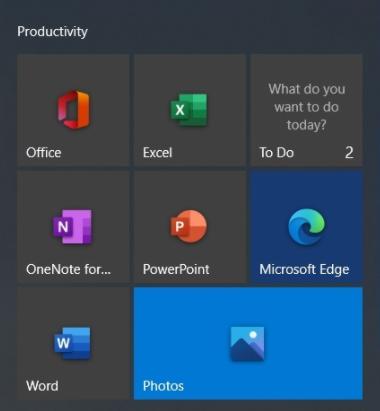 Productivity
Office
X
Excel
What do you
want to do
today?
To Do 2
N
OneNote for...
P
PowerPoint
Microsoft Edge
W
Word
Photos